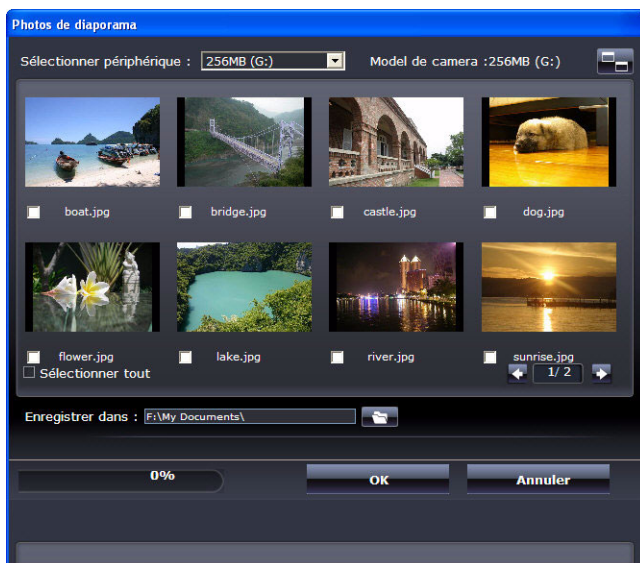 Photos de diaporama
Sélectionner périphérique : 256MB (G:) Model de camera :256MB (G:)
boat.jpg bridge.jpg castle.jpg dog.jpg
flower.jpg lake.jpg river.jpg sunrise.jpg
Sélectionner tout 1/ 2
Enregistrer dans : F:\My Documents\
0% OK Annuler